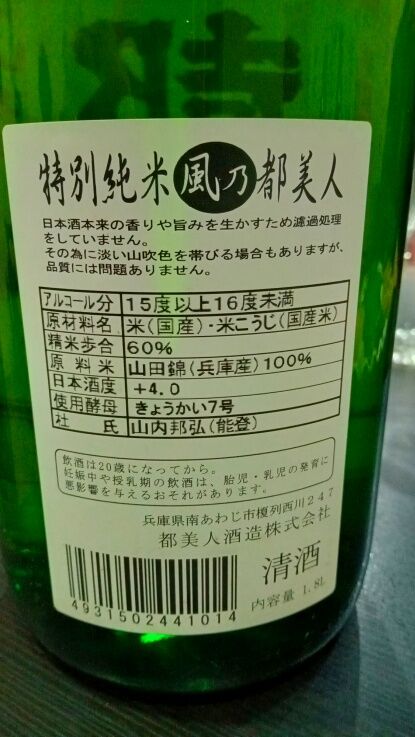 特別純米 風乃 都美人
日本酒本来の香りや旨みを生かすため濾過処理
をしていません。
その為に淡い山吹色を帯びる場合もありますが、
品質には問題ありません。
アルコール分 15度以上16度未満
原材料名 米(国産)・米こうじ(国産米)
精米歩合 60%
原料米 山田錦(兵庫産)100%
日本酒度 +4.0
使用酵母 きょうかい7号
杜氏 山内邦弘(能登)
飲酒は20歳になってから。
妊娠中や授乳期の飲酒は、胎児・乳児の発育に
悪影響を与えるおそれがあります。
兵庫県南あわじ市榎列西川247
都美人酒造株式会社
清酒
内容量 1.8L
4931502441014